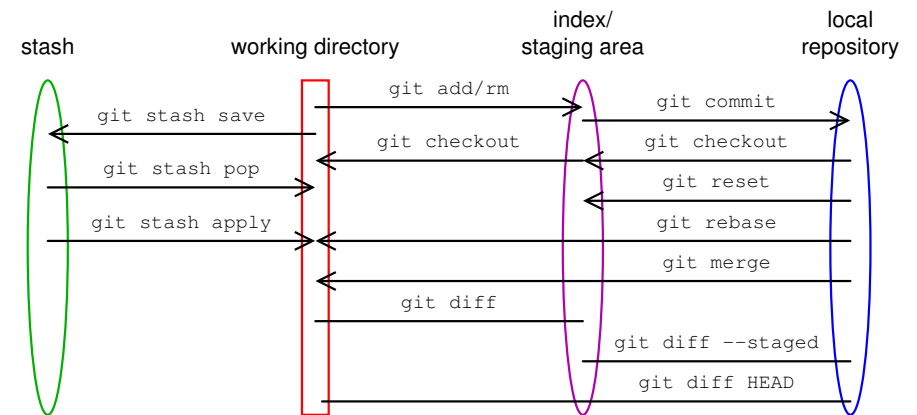 stash
working directory
index/
staging area
local
repository
git add/rm
git commit
git stash save
git checkout
git checkout
git stash pop
git reset
git stash apply
git rebase
git merge
git diff
git diff --staged
git diff HEAD